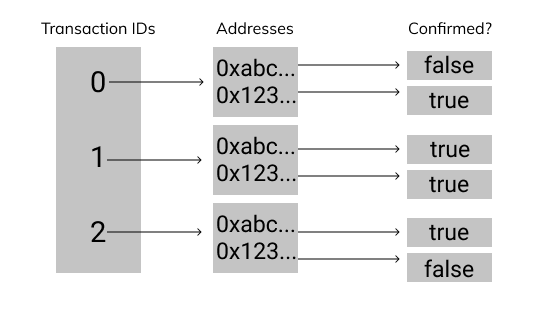 Transaction IDs Addresses Confirmed?
0 0xabc... false
0x123... true
1 0xabc... true
0x123... true
2 0xabc... true
0x123... false